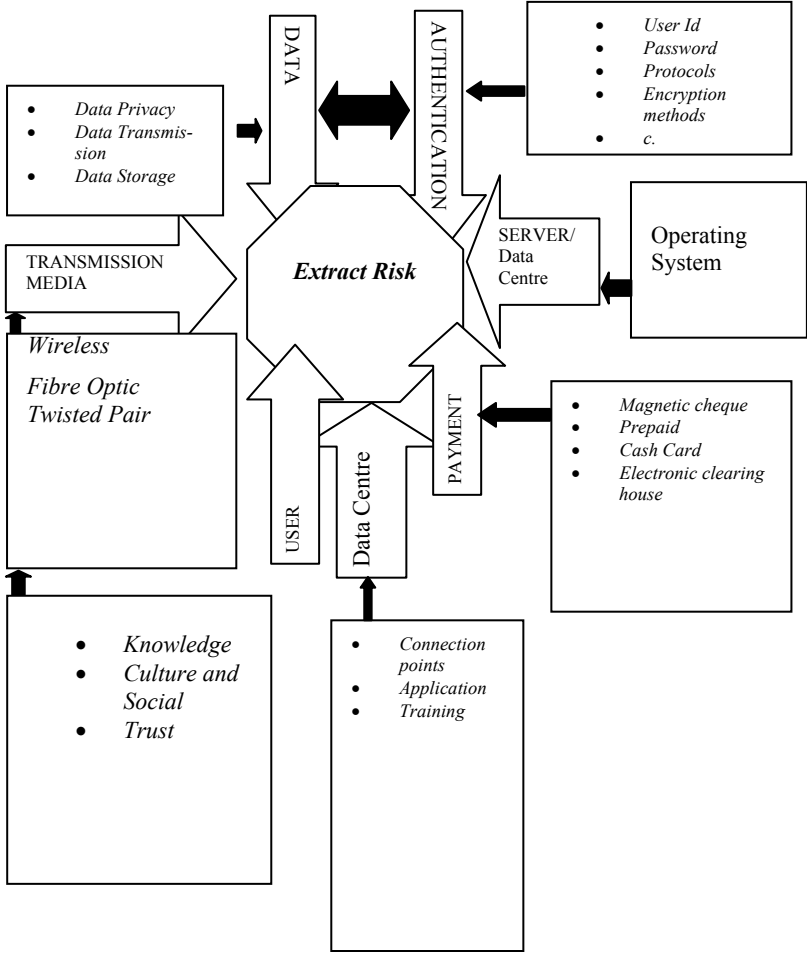 DATA
AUTHENTICATION
• User Id
• Password
• Protocols
• Encryption
methods
• c.
• Data Privacy
• Data Transmis-
sion
• Data Storage
TRANSMISSION
MEDIA
Extract Risk
SERVER/
Data
Centre
Operating
System
Wireless
Fibre Optic
Twisted Pair
USER
Data Centre
PAYMENT
• Magnetic cheque
• Prepaid
• Cash Card
• Electronic clearing
house
• Knowledge
• Culture and
Social
• Trust
• Connection
points
• Application
• Training